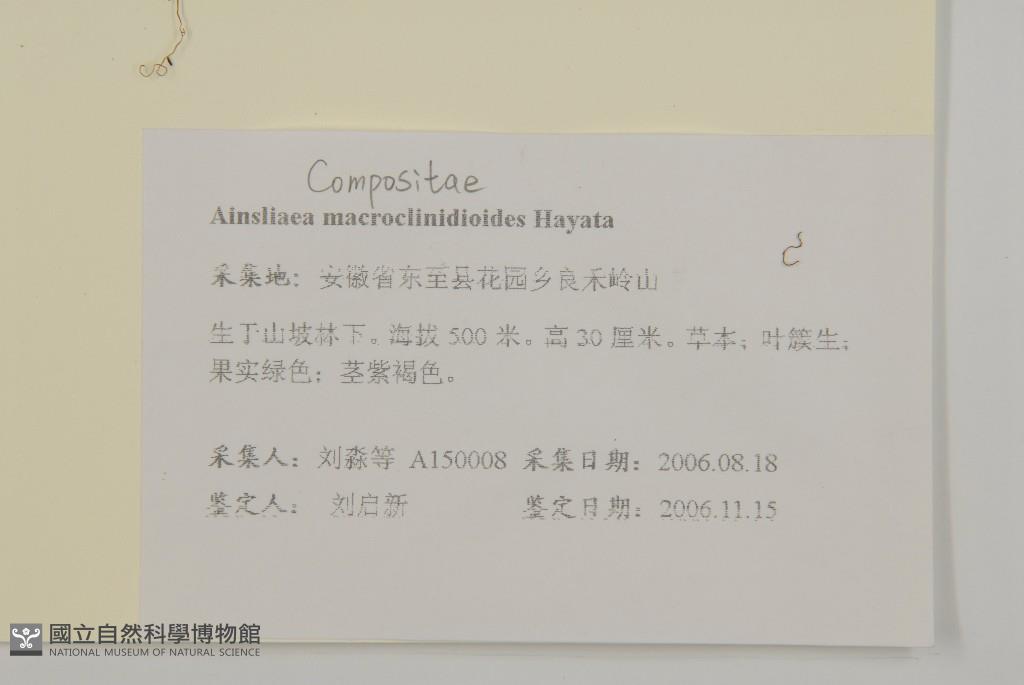 Compositae
Ainsliaea macroclinidioides Hayata
采集地：安徽省东至县花园乡良禾岭山
生于山坡林下。海拔 500 米。高 30 厘米。草本；叶簇生；
果实绿色；茎紫褐色。
采集人：刘淼等 A150008 采集日期：2006.08.18
鉴定人：刘启新 鉴定日期：2006.11.15
國立自然科學博物館
NATIONAL MUSEUM OF NATURAL SCIENCE